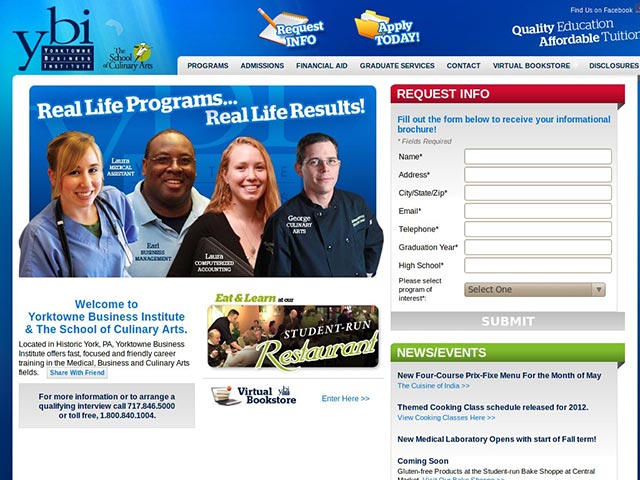 ybi
YORKTOWNE
BUSINESS
INSTITUTE
The
School of
Culinary Arts
Request
INFO
Apply
TODAY!
Find Us on Facebook
Quality Education
Affordable Tuition
PROGRAMS ADMISSIONS FINANCIAL AID GRADUATE SERVICES CONTACT VIRTUAL BOOKSTORE DISCLOSURES
Real Life Programs...
Real Life Results!
Laura
MEDICAL
ASSISTANT
Earl
BUSINESS
MANAGEMENT
Laura
COMPUTERIZED
ACCOUNTING
George
CULINARY
ARTS
Welcome to
Yorktowne Business Institute
& The School of Culinary Arts.
Located in Historic York, PA, Yorktowne Business
Institute offers fast, focused and friendly career
training in the Medical, Business and Culinary Arts
fields. Share With Friend
For more information or to arrange a
qualifying interview call 717.846.5000
or toll free, 1.800.840.1004.
Eat & Learn at our
STUDENT-RUN
Restaurant
Virtual ybi
Bookstore
Enter Here >>
REQUEST INFO
Fill out the form below to receive your informational
brochure!
* Fields Required
Name*
Address*
City/State/Zip*
Email*
Telephone*
Graduation Year*
High School*
Please select
program of
interest*:
Select One
SUBMIT
NEWS/EVENTS
New Four-Course Prix-Fixe Menu For the Month of May
The Cuisine of India >>
Themed Cooking Class schedule released for 2012.
View Cooking Classes Here >>
New Medical Laboratory Opens with start of Fall term!
Coming Soon
Gluten-free Products at the Student-run Bake Shoppe at Central
Market. Visit Our Bake Shoppe >>